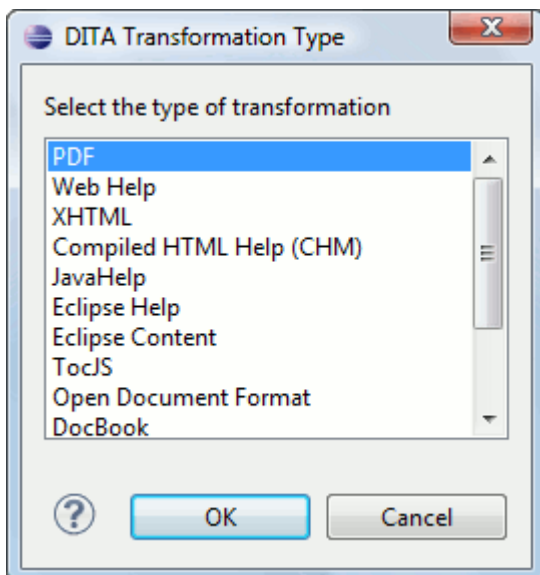 DITA Transformation Type
Select the type of transformation
PDF
Web Help
XHTML
Compiled HTML Help (CHM)
JavaHelp
Eclipse Help
Eclipse Content
TocJS
Open Document Format
DocBook
?
OK Cancel